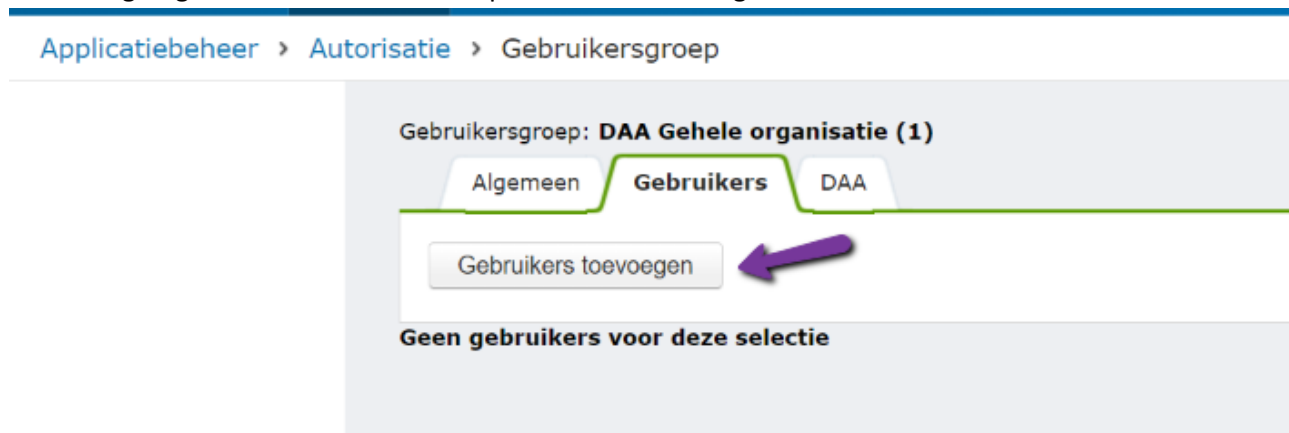 Applicatiebeheer > Autorisatie > Gebruikersgroep
Gebruikersgroep: DAA Gehele organisatie (1)
Algemeen Gebruikers DAA
Gebruikers toevoegen
Geen gebruikers voor deze selectie